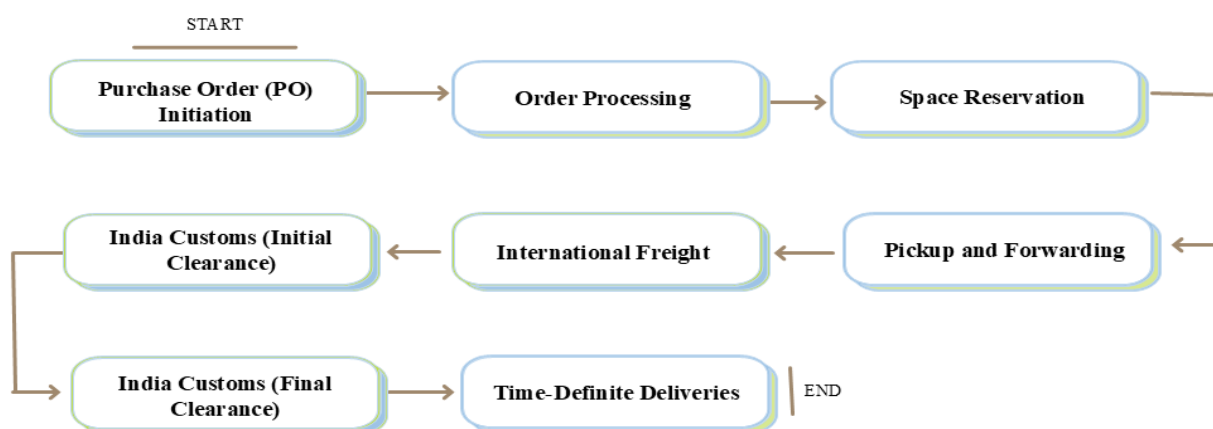 START
Purchase Order (PO)
Initiation
Order Processing
Space Reservation
India Customs (Initial
Clearance)
International Freight
Pickup and Forwarding
India Customs (Final
Clearance)
Time-Definite Deliveries
END